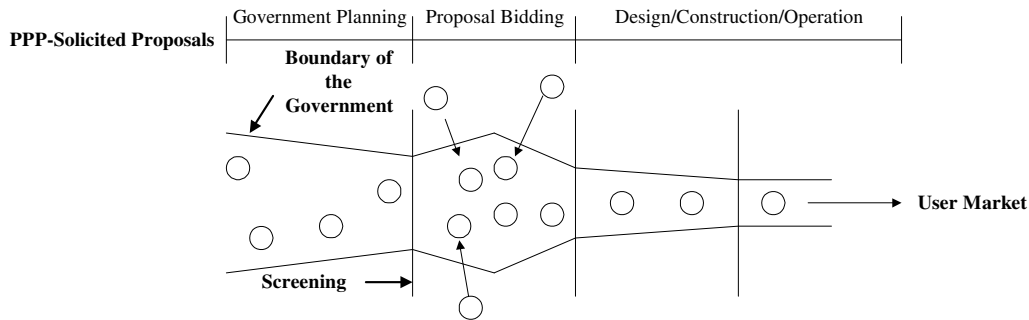 Government Planning
Proposal Bidding
Design/Construction/Operation
PPP-Solicited Proposals
Boundary of
the
Government
User Market
Screening